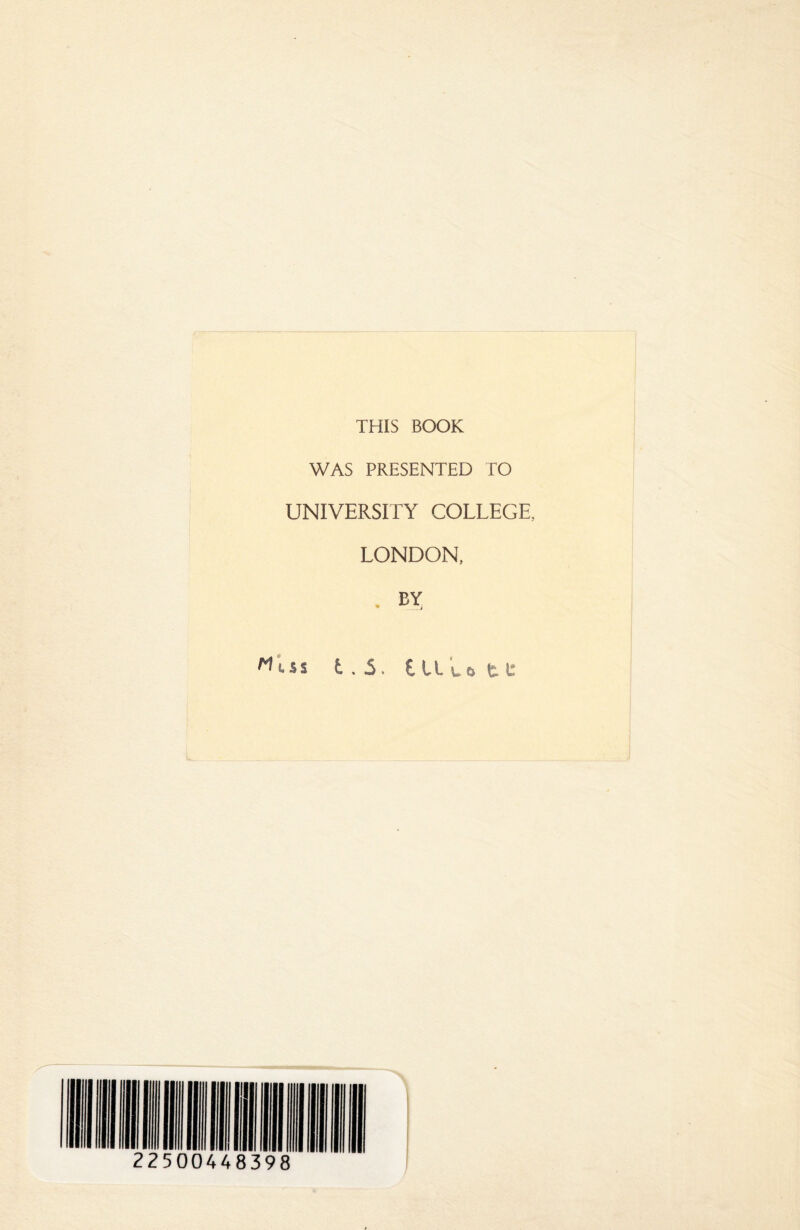 THIS BOOK
WAS PRESENTED TO
UNIVERSITY COLLEGE,
LONDON,
BY
Miss E.S. Elliott
22500448398